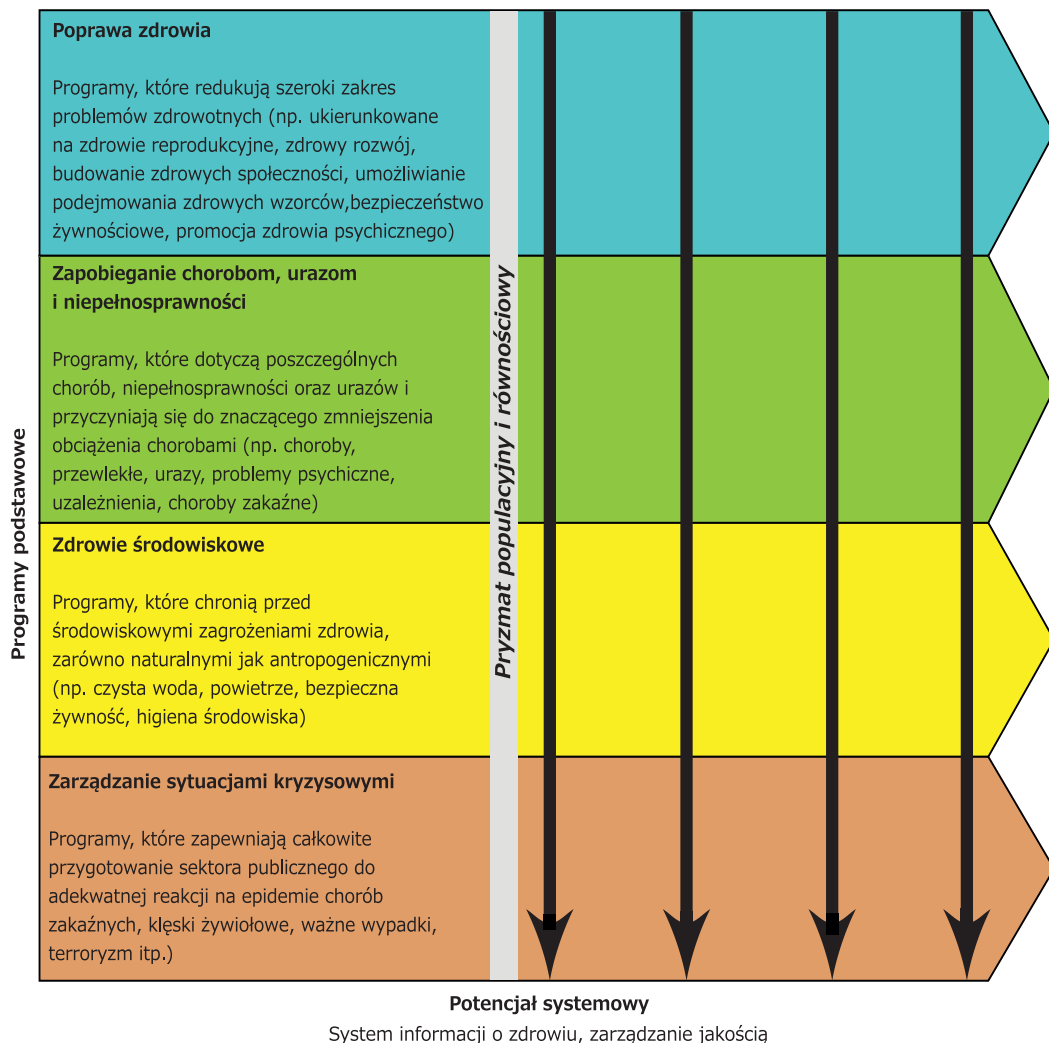 Poprawa zdrowia
Programy, które redukują szeroki zakres
problemów zdrowotnych (np. ukierunkowane
na zdrowie reprodukcyjne, zdrowy rozwój,
budowanie zdrowych społeczności, umożliwianie
podejmowania zdrowych wzorców,bezpieczeństwo
żywnościowe, promocja zdrowia psychicznego)
Zapobieganie chorobom, urazom
i niepełnosprawności
Programy, które dotyczą poszczególnych
chorób, niepełnosprawności oraz urazów i
przyczyniają się do znaczącego zmniejszenia
obciążenia chorobami (np. choroby,
przewlekłe, urazy, problemy psychiczne,
uzależnienia, choroby zakaźne)
Zdrowie środowiskowe
Programy, które chronią przed
środowiskowymi zagrożeniami zdrowia,
zarówno naturalnymi jak antropogenicznymi
(np. czysta woda, powietrze, bezpieczna
żywność, higiena środowiska)
Zarządzanie sytuacjami kryzysowymi
Programy, które zapewniają całkowite
przygotowanie sektora publicznego do
adekwatnej reakcji na epidemie chorób
zakaźnych, klęski żywiołowe, ważne wypadki,
terroryzm itp.)
Programy podstawowe
Pryzmat populacyjny i równościowy
Potencjał systemowy
System informacji o zdrowiu, zarządzanie jakością